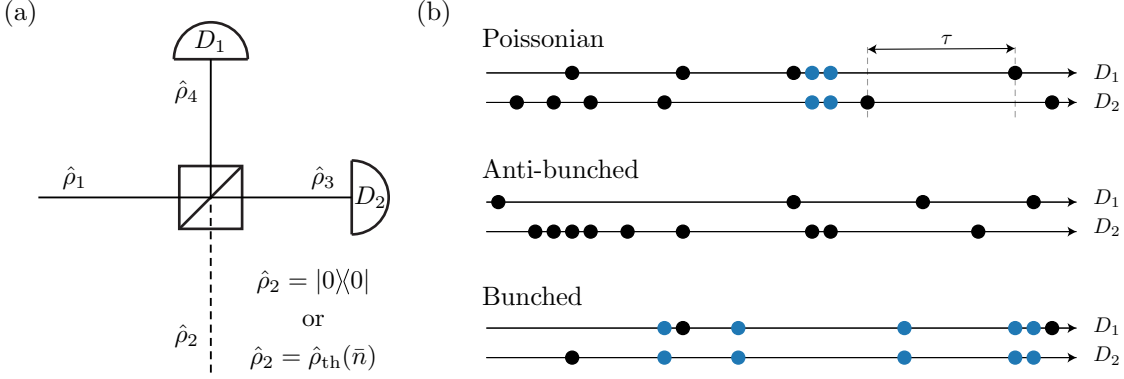 (a)
D₁
ρ̂₄
ρ̂₁
ρ̂₃
D₂
ρ̂₂
ρ̂₂ = |0⟩⟨0|
or
ρ̂₂ = ρ̂th(n̄)
(b)
Poissonian
τ
D₁
D₂
Anti-bunched
D₁
D₂
Bunched
D₁
D₂